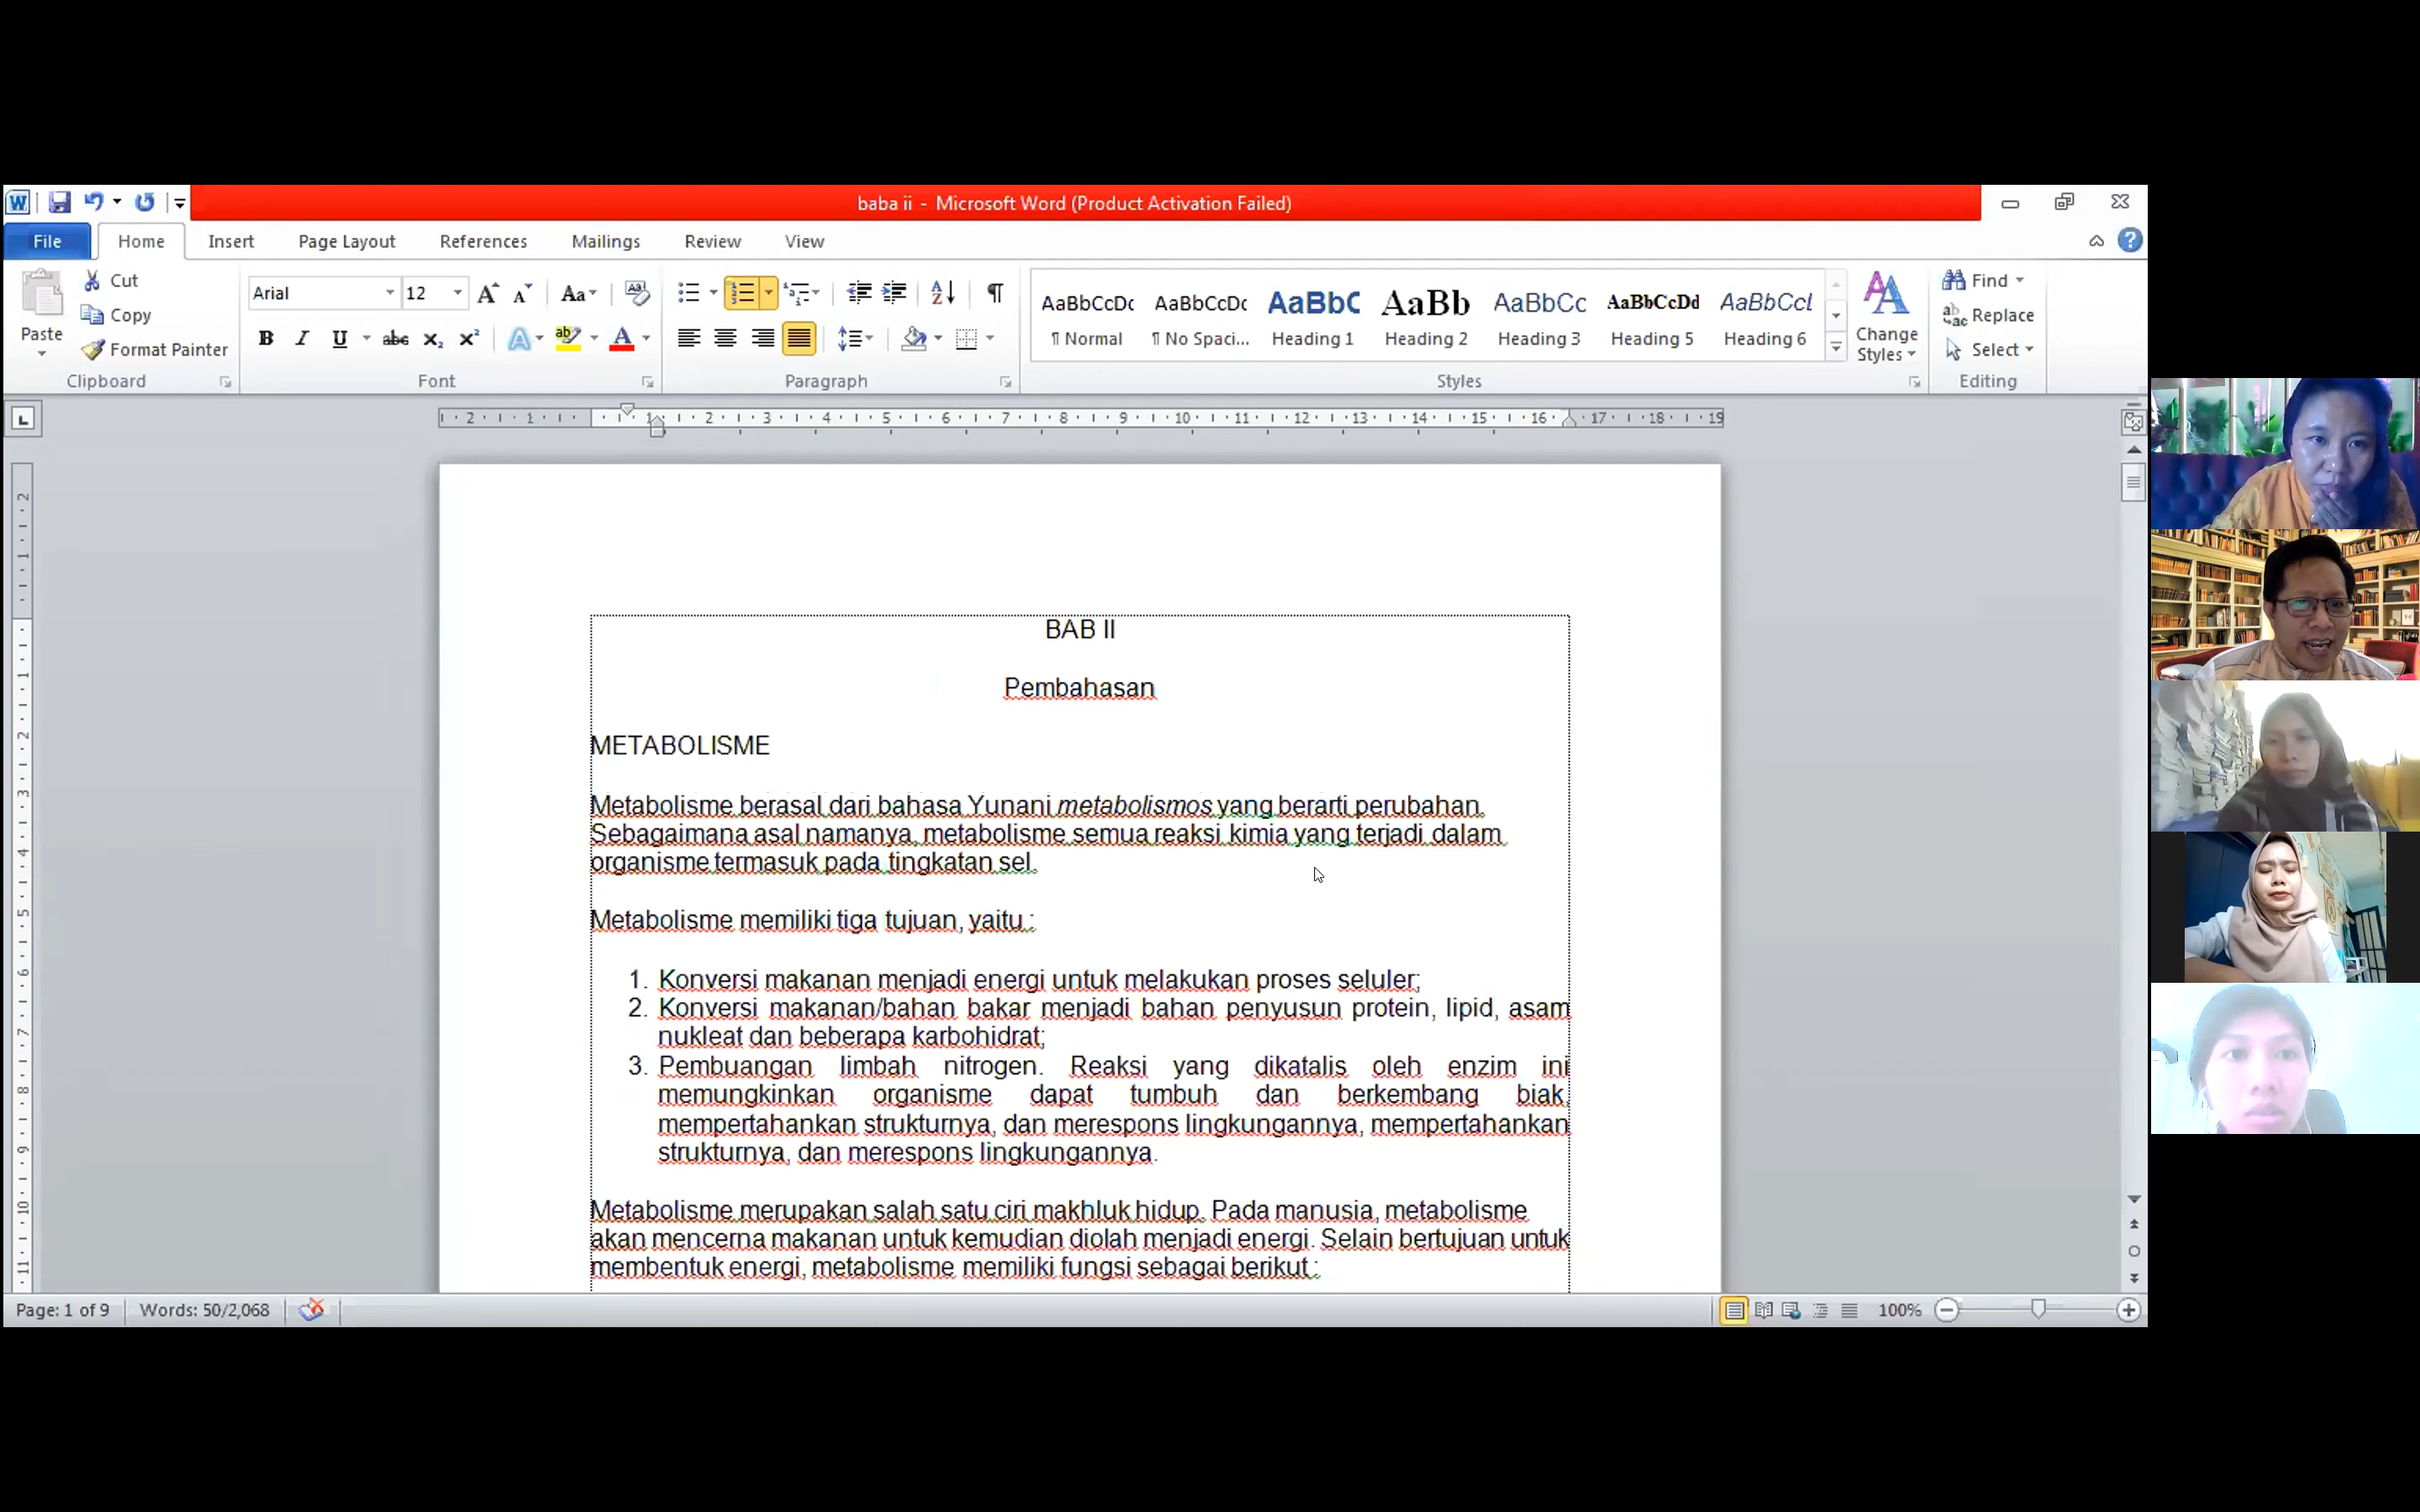 baba ii - Microsoft Word (Product Activation Failed)
File Home Insert Page Layout References Mailings Review View
Paste
Cut
Copy
Format Painter
Clipboard
Arial 12
Font
Paragraph
AaBbCcDc AaBbCcDc AaBbC AaBb AaBbCc AaBbCcDd AaBbCcI
¶ Normal ¶ No Spaci... Heading 1 Heading 2 Heading 3 Heading 5 Heading 6
Change Styles
Styles
Find
Replace
Select
Editing
BAB II
Pembahasan
METABOLISME
Metabolisme berasal dari bahasa Yunani metabolismos yang berarti perubahan.
Sebagaimana asal namanya, metabolisme semua reaksi kimia yang terjadi dalam
organisme termasuk pada tingkatan sel.
Metabolisme memiliki tiga tujuan, yaitu :
1. Konversi makanan menjadi energi untuk melakukan proses seluler;
2. Konversi makanan/bahan bakar menjadi bahan penyusun protein, lipid, asam
nukleat dan beberapa karbohidrat;
3. Pembuangan limbah nitrogen. Reaksi yang dikatalis oleh enzim ini
memungkinkan organisme dapat tumbuh dan berkembang biak,
mempertahankan strukturnya, dan merespons lingkungannya, mempertahankan
strukturnya, dan merespons lingkungannya.
Metabolisme merupakan salah satu ciri makhluk hidup. Pada manusia, metabolisme
akan mencerna makanan untuk kemudian diolah menjadi energi. Selain bertujuan untuk
membentuk energi, metabolisme memiliki fungsi sebagai berikut :
Page: 1 of 9 Words: 50/2,068 100%